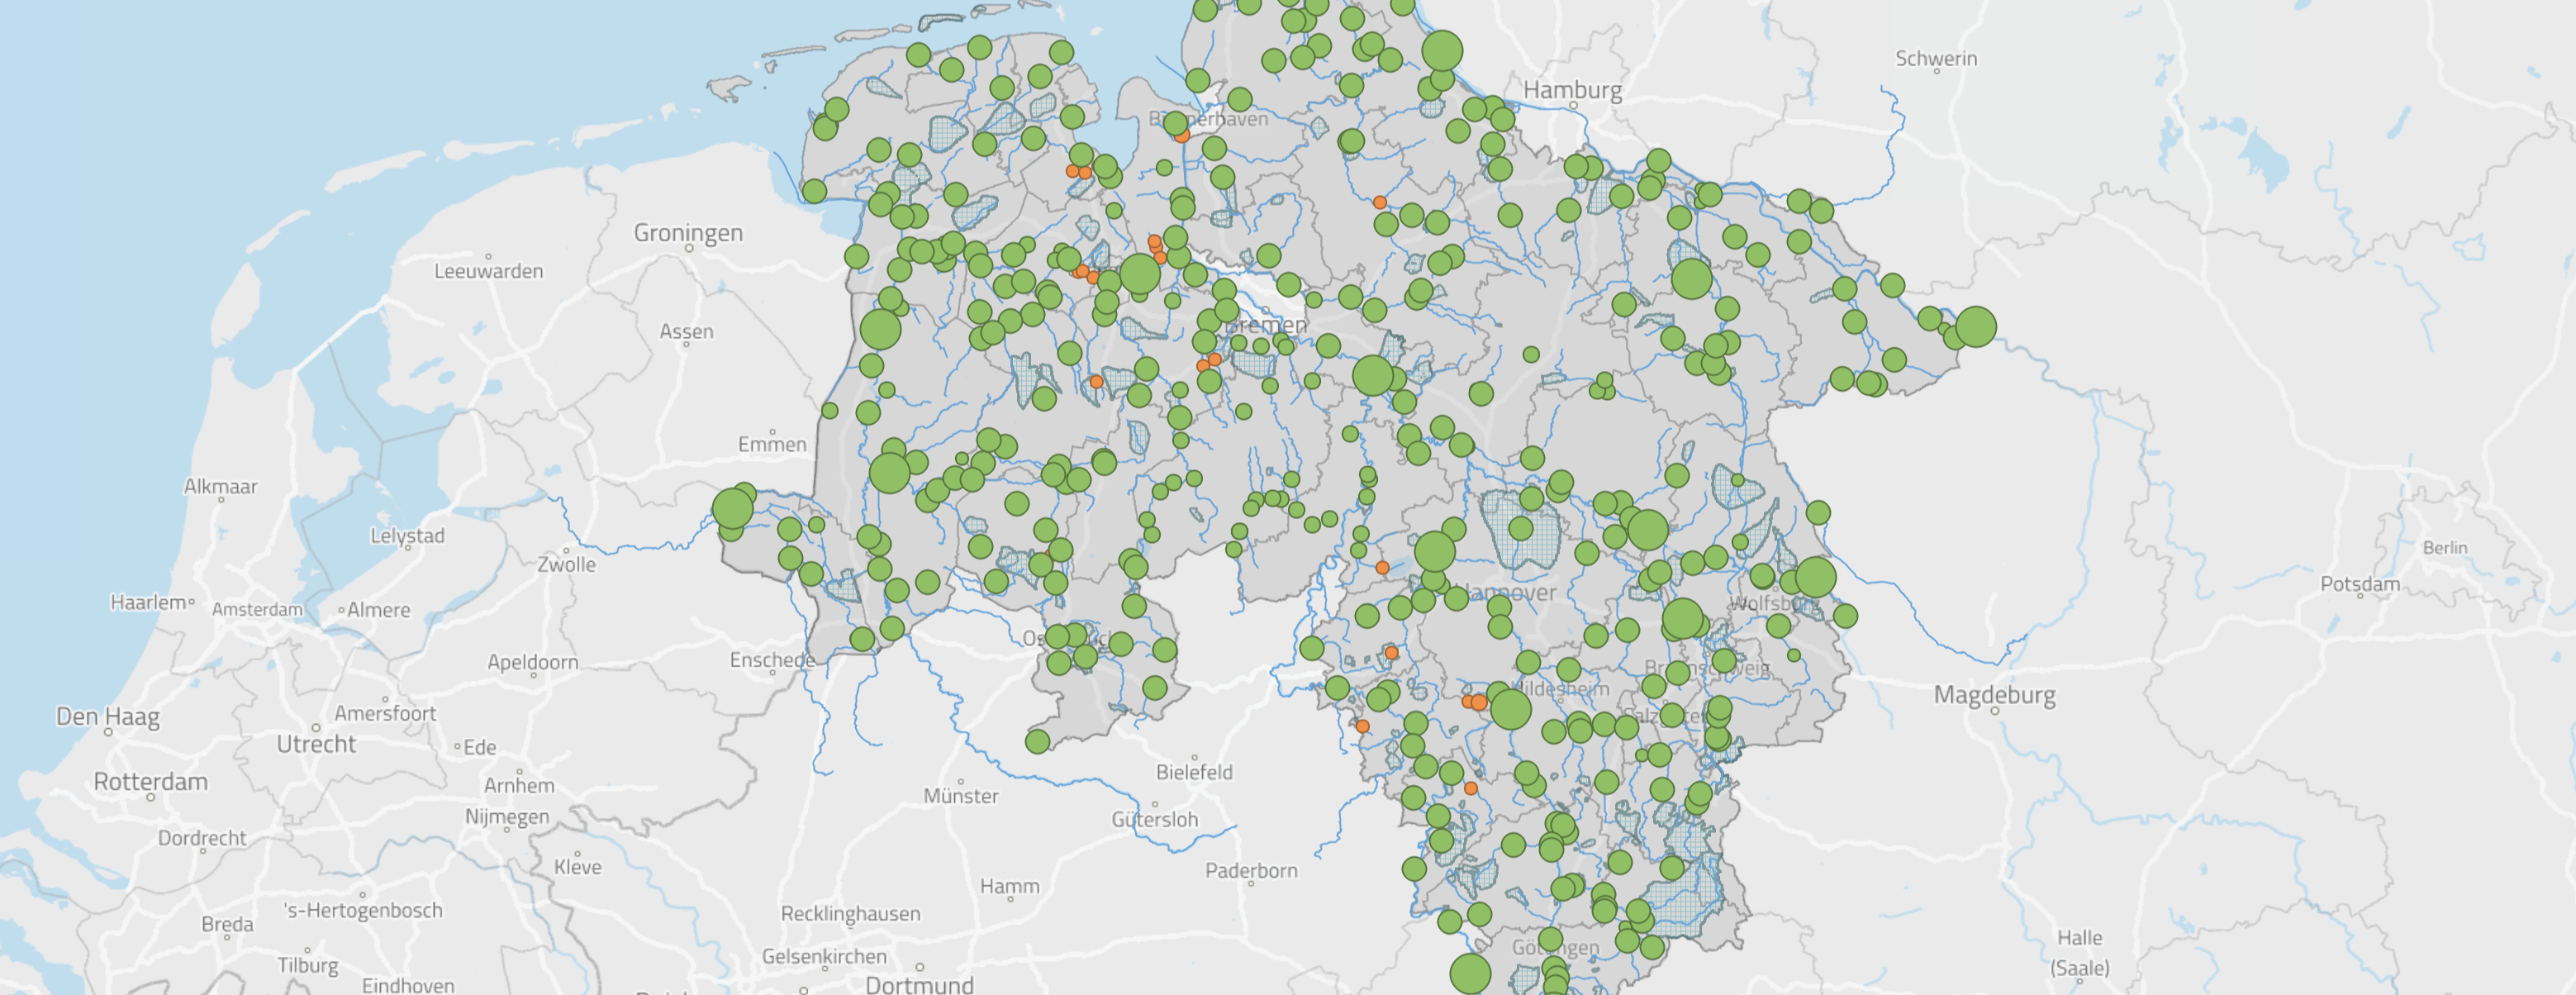 Schwerin
Hamburg
Bremerhaven
Groningen
Leeuwarden
Assen
Bremen
Emmen
Alkmaar
Lelystad
Berlin
Zwolle
Potsdam
Hannover
Haarlem
Amsterdam
Almere
Wolfsburg
Enschede
Apeldoorn
Braunschweig
Hildesheim
Magdeburg
Den Haag
Amersfoort
Utrecht
Ede
Bielefeld
Rotterdam
Arnhem
Münster
Nijmegen
Gütersloh
Dordrecht
Kleve
Paderborn
Hamm
's-Hertogenbosch
Recklinghausen
Breda
Halle
(Saale)
Göttingen
Gelsenkirchen
Tilburg
Eindhoven
Dortmund